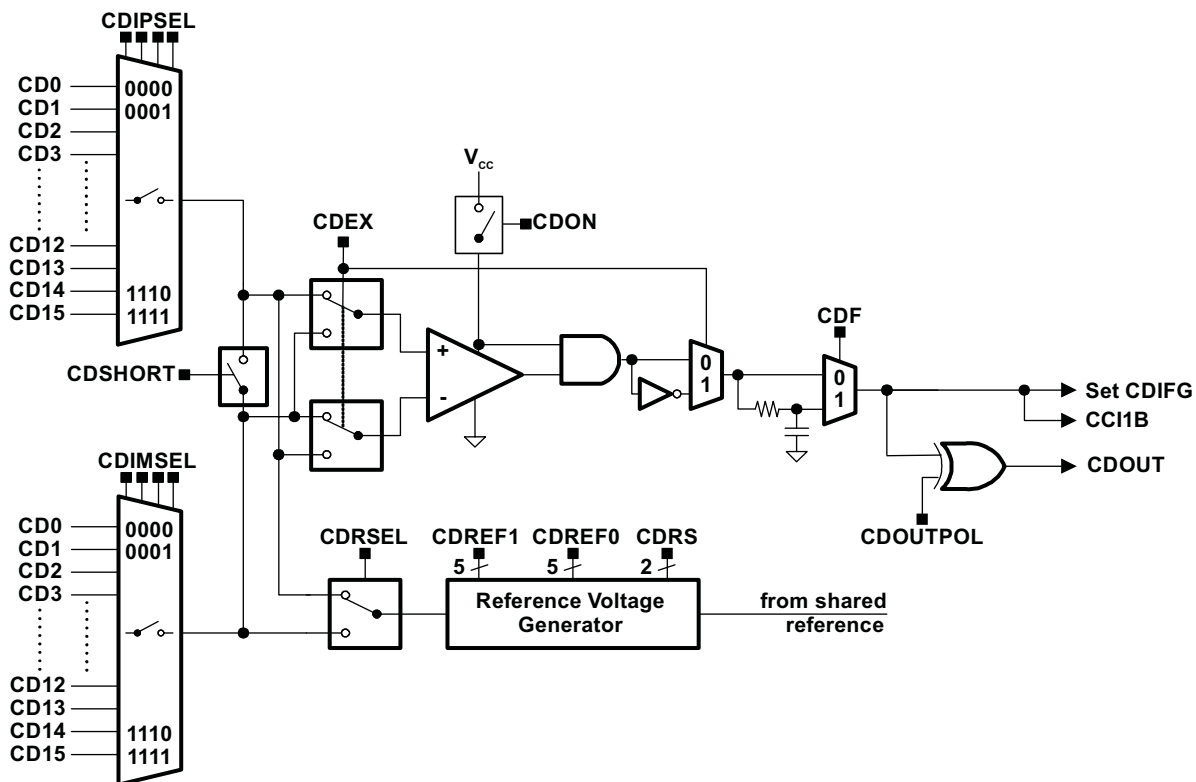 CDIPSEL
CD0
0000
CD1
0001
CD2
CD3
CD12
CD13
CD14
1110
CD15
1111
VCC
CDON
CDEX
CDF
CDSHORT
+
-
0
1
0
1
Set CDIFG
CCI1B
CDOUT
CDOUTPOL
CDIMSEL
CD0
0000
CD1
0001
CD2
CD3
CD12
CD13
CD14
1110
CD15
1111
CDRSEL
CDREF1
CDREF0
CDRS
5
5
2
Reference Voltage
Generator
from shared
reference